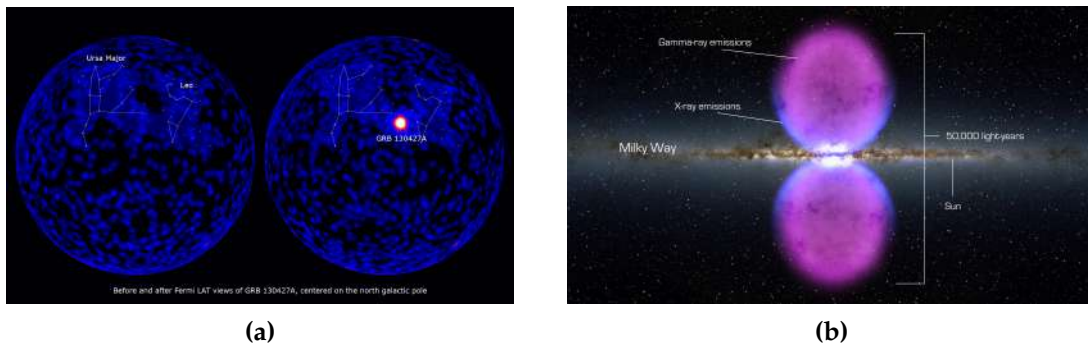 Ursa Major
Leo
GRB 130427A
Before and after Fermi LAT views of GRB 130427A, centered on the north galactic pole
(a)
Gamma-ray emissions
X-ray emissions
Milky Way
50,000 light-years
Sun
(b)